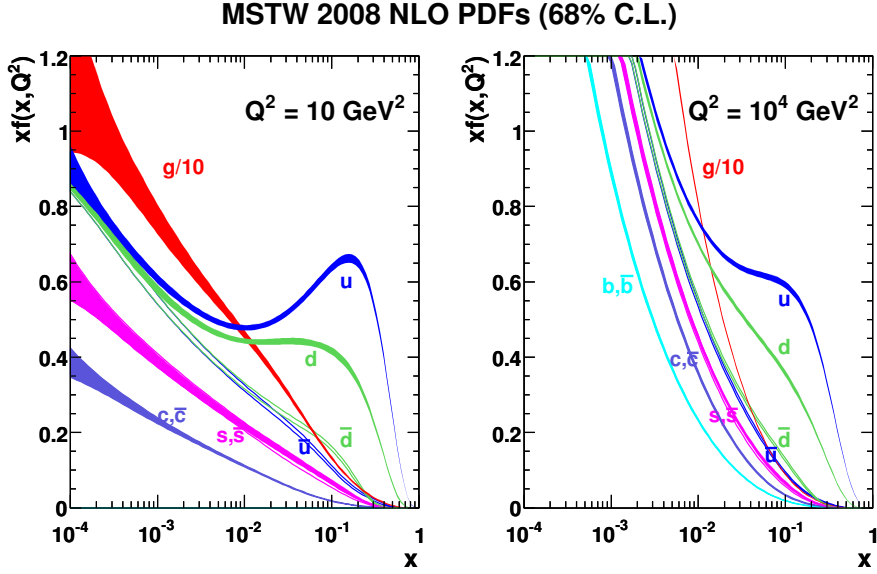 MSTW 2008 NLO PDFs (68% C.L.)
xf(x,Q²)
1.2
1
0.8
0.6
0.4
0.2
0
Q² = 10 GeV²
g/10
u
d
c,c̅
s,s̅
u̅
d̅
10⁻⁴
10⁻³
10⁻²
10⁻¹
1
x
xf(x,Q²)
1.2
1
0.8
0.6
0.4
0.2
0
Q² = 10⁴ GeV²
g/10
b,b̅
u
d
c,c̅
s,s̅
d̅
u̅
10⁻⁴
10⁻³
10⁻²
10⁻¹
1
x